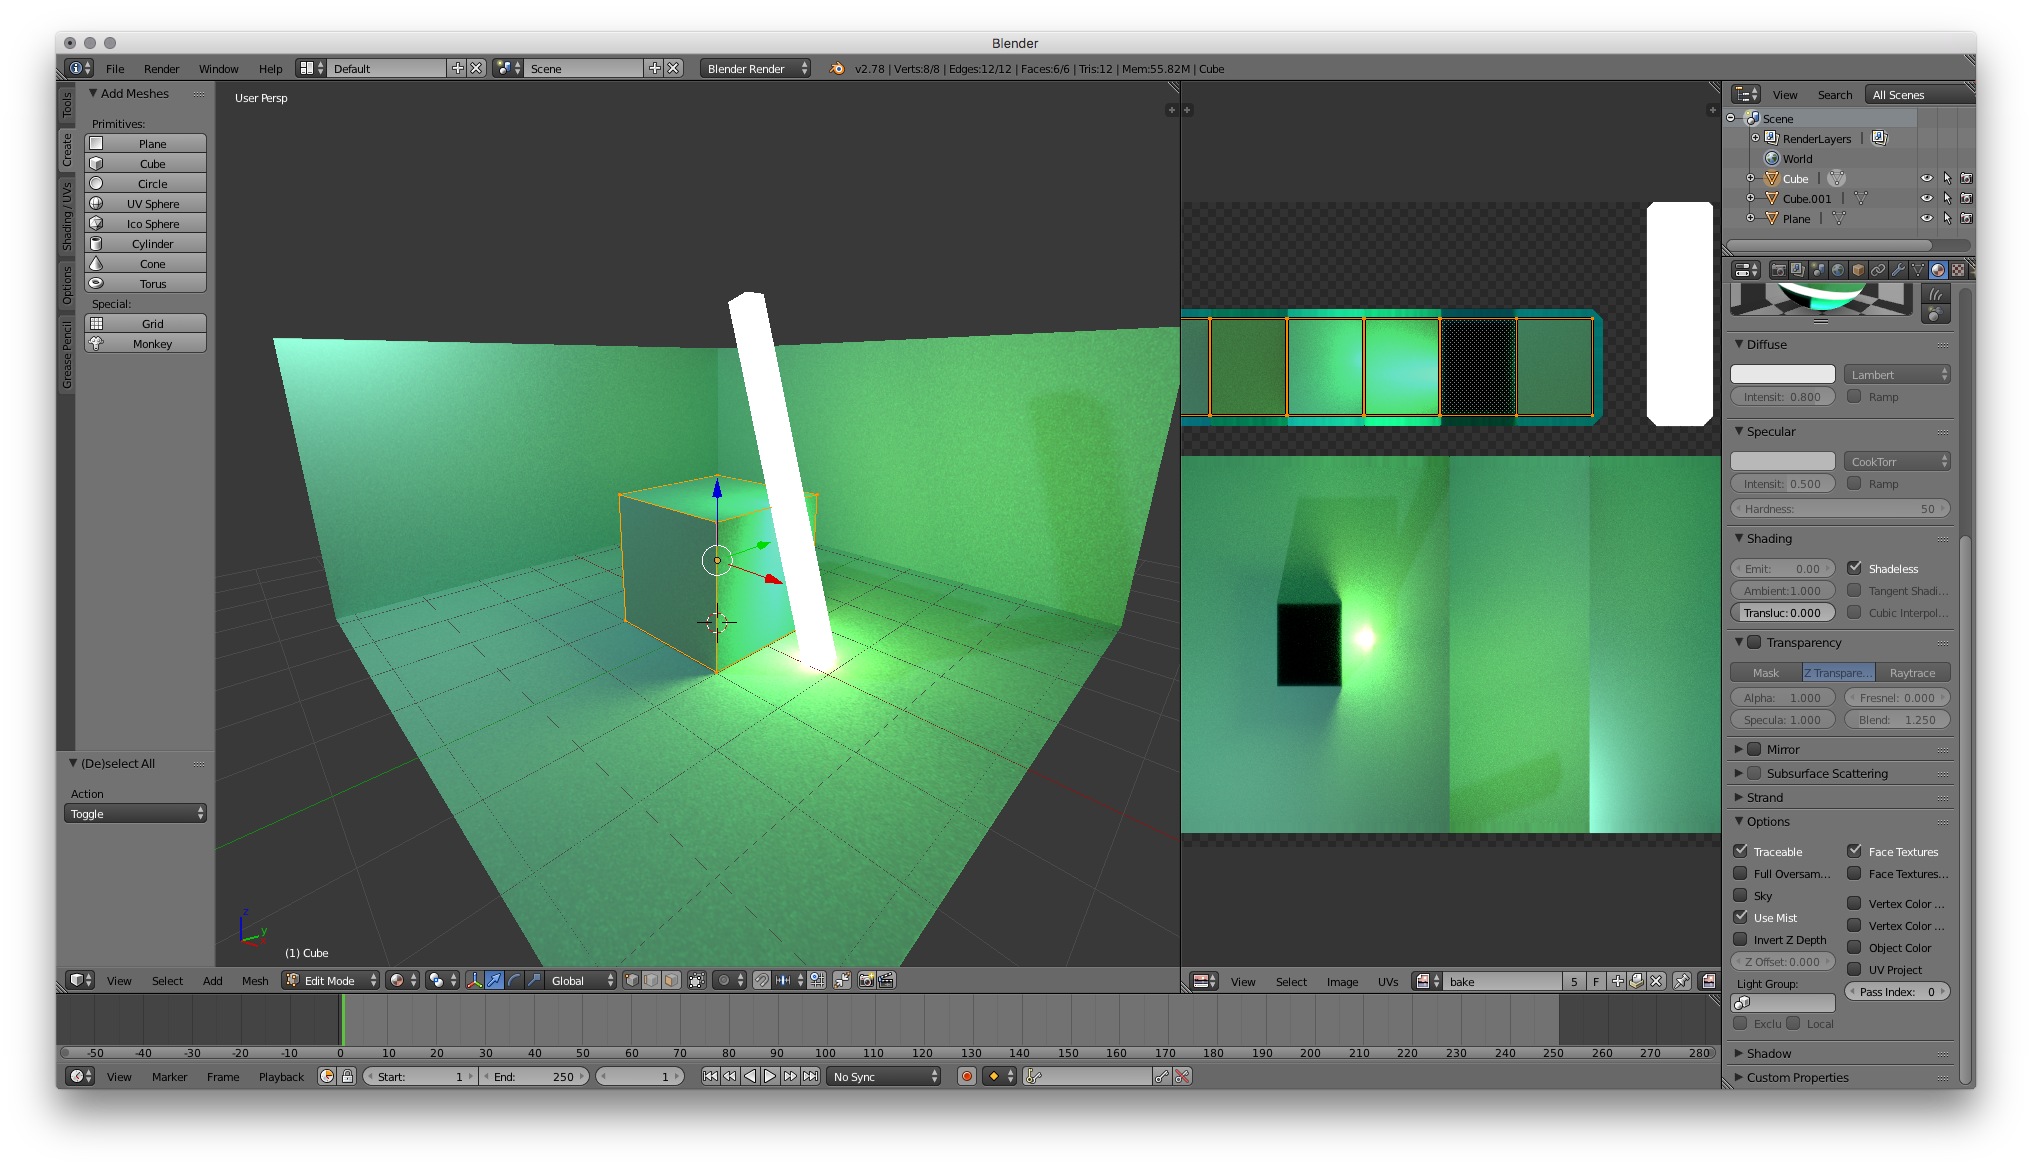 Blender
File Render Window Help Default Scene Blender Render v2.78 | Verts:8/8 | Edges:12/12 | Faces:6/6 | Tris:12 | Mem:55.82M | Cube
Tools
Create
Shading / UVs
Options
Grease Pencil
Add Meshes
Primitives:
Plane
Cube
Circle
UV Sphere
Ico Sphere
Cylinder
Cone
Torus
Special:
Grid
Monkey
(De)select All
Action
Toggle
User Persp
z
y
x
(1) Cube
View Select Add Mesh Edit Mode Global
View Select Image UVs bake 5 F
View Search All Scenes
Scene
RenderLayers |
World
Cube |
Cube.001 |
Plane |
Diffuse
Lambert
Intensit: 0.800 Ramp
Specular
CookTorr
Intensit: 0.500 Ramp
Hardness: 50
Shading
Emit: 0.00 Shadeless
Ambient:1.000 Tangent Shadi...
Transluc: 0.000 Cubic Interpol...
Transparency
Mask Z Transpare... Raytrace
Alpha: 1.000 Fresnel: 0.000
Specula: 1.000 Blend: 1.250
Mirror
Subsurface Scattering
Strand
Options
Traceable Face Textures
Full Oversam... Face Textures...
Sky Vertex Color ...
Use Mist Vertex Color ...
Invert Z Depth Object Color
Z Offset: 0.000 UV Project
Light Group: Pass Index: 0
Exclu Local
Shadow
Custom Properties
-50 -40 -30 -20 -10 0 10 20 30 40 50 60 70 80 90 100 110 120 130 140 150 160 170 180 190 200 210 220 230 240 250 260 270 280
View Marker Frame Playback Start: 1 End: 250 1 No Sync